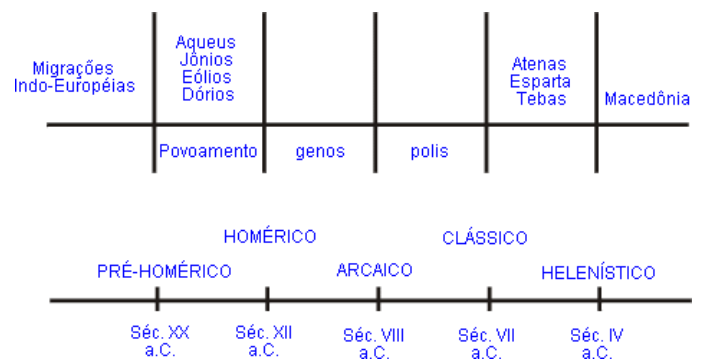 Migrações
Indo-Européias
Aqueus
Jônios
Eólios
Dórios
Atenas
Esparta
Tebas
Macedônia
Povoamento
genos
polis
HOMÉRICO
CLÁSSICO
PRÉ-HOMÉRICO
ARCAICO
HELENÍSTICO
Séc. XX
a.C.
Séc. XII
a.C.
Séc. VIII
a.C.
Séc. VII
a.C.
Séc. IV
a.C.